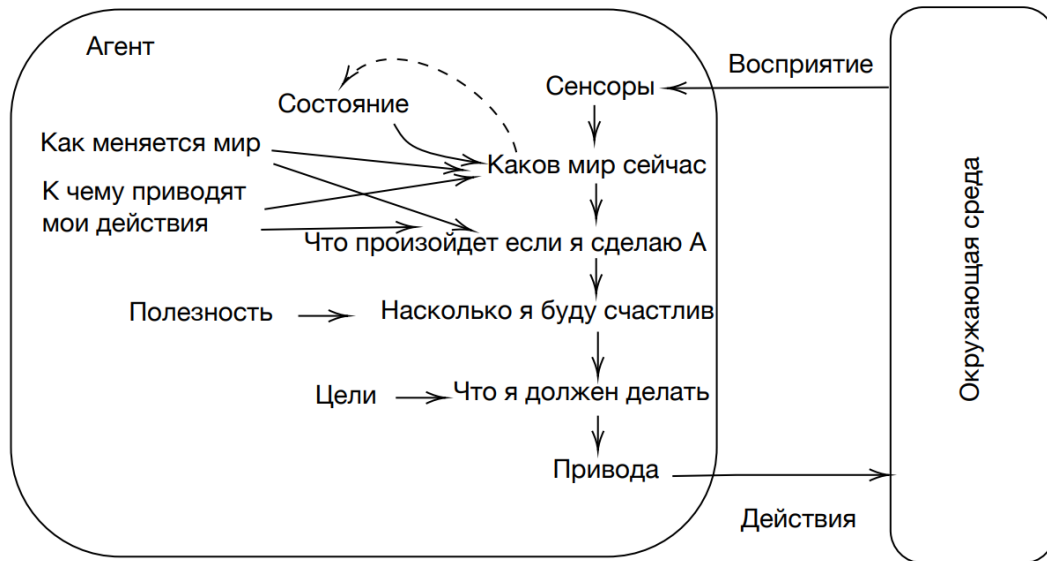 Агент
Восприятие
Сенсоры
Состояние
Как меняется мир
Каков мир сейчас
К чему приводят
мои действия
Что произойдет если я сделаю А
Полезность
Насколько я буду счастлив
Цели
Что я должен делать
Привода
Действия
Окружающая среда